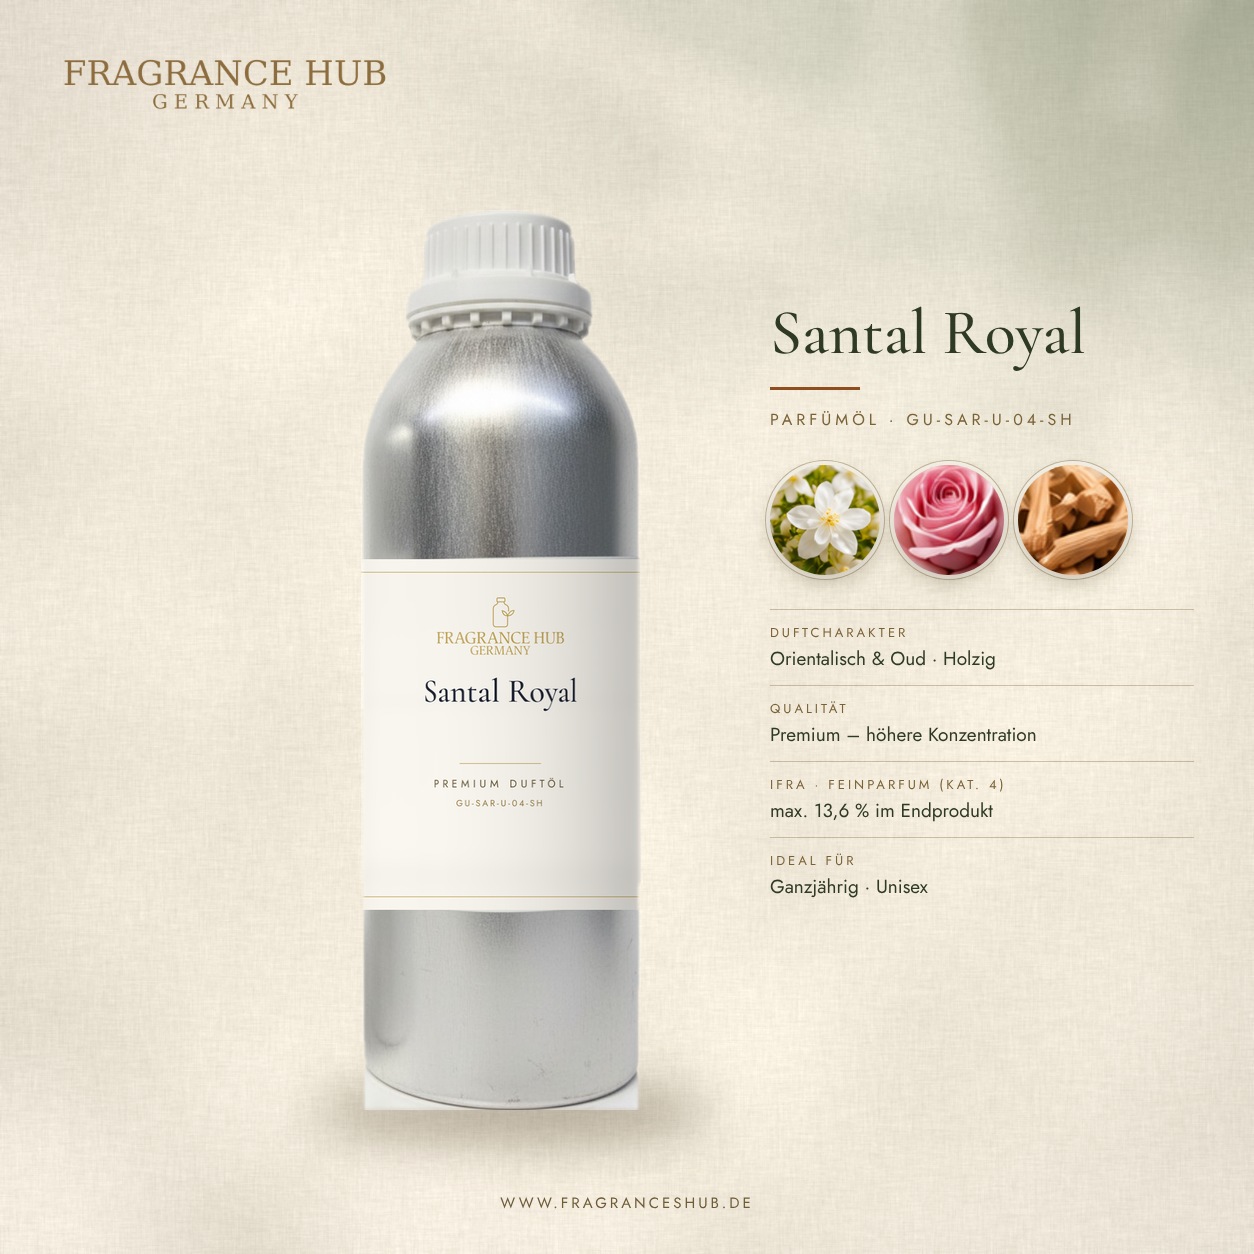 FRAGRANCE HUB
GERMANY
FRAGRANCE HUB
GERMANY
Santal Royal
PREMIUM DUFTÖL
GU-SAR-U-04-SH
Santal Royal
PARFÜMÖL · GU-SAR-U-04-SH
DUFTCHARAKTER
Orientalisch & Oud · Holzig
QUALITÄT
Premium – höhere Konzentration
IFRA · FEINPARFUM (KAT. 4)
max. 13,6 % im Endprodukt
IDEAL FÜR
Ganzjährig · Unisex
WWW.FRAGRANCESHUB.DE